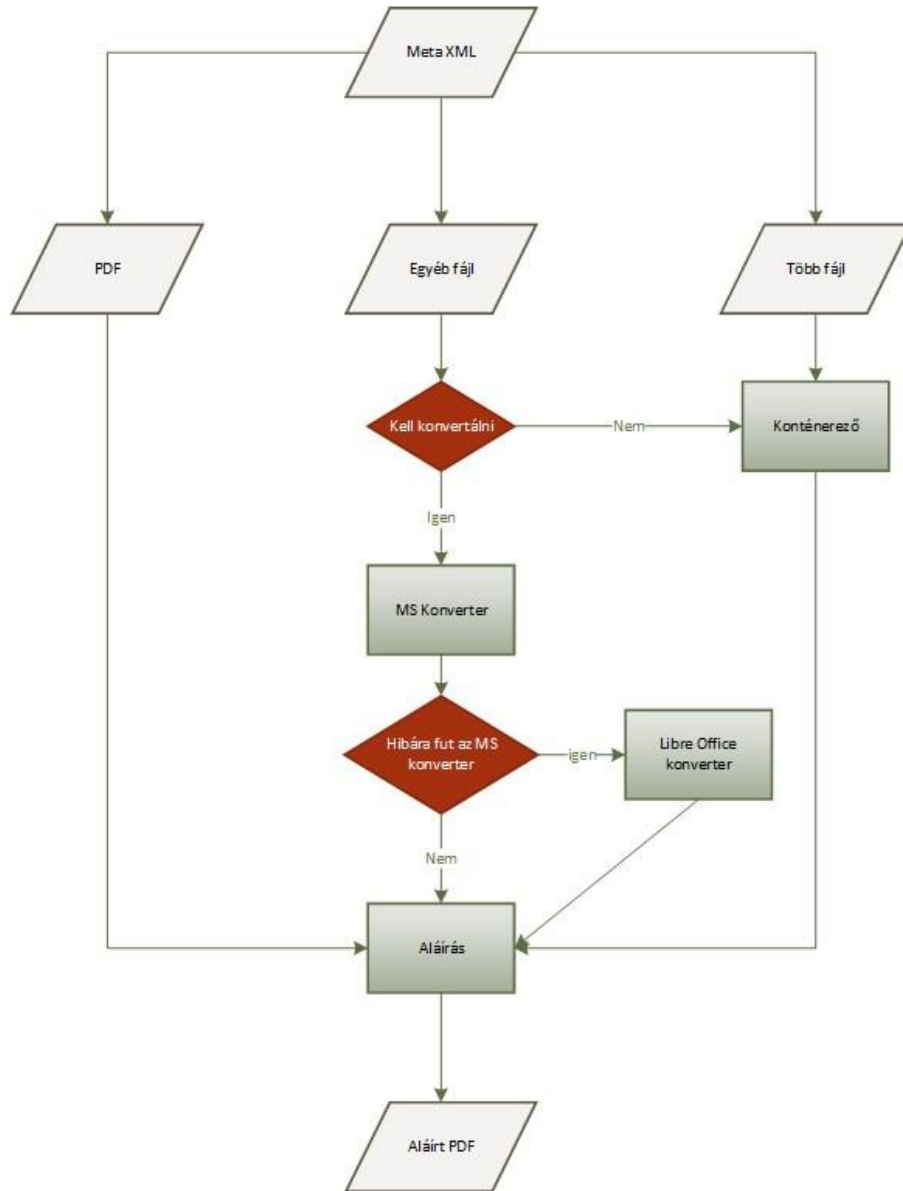 Meta XML
PDF
Egyéb fájl
Több fájl
Kell konvertálni
Nem
Konténerező
Igen
MS Konverter
Hibára fut az MS
konverter
igen
Libre Office
konverter
Nem
Aláírás
Aláírt PDF